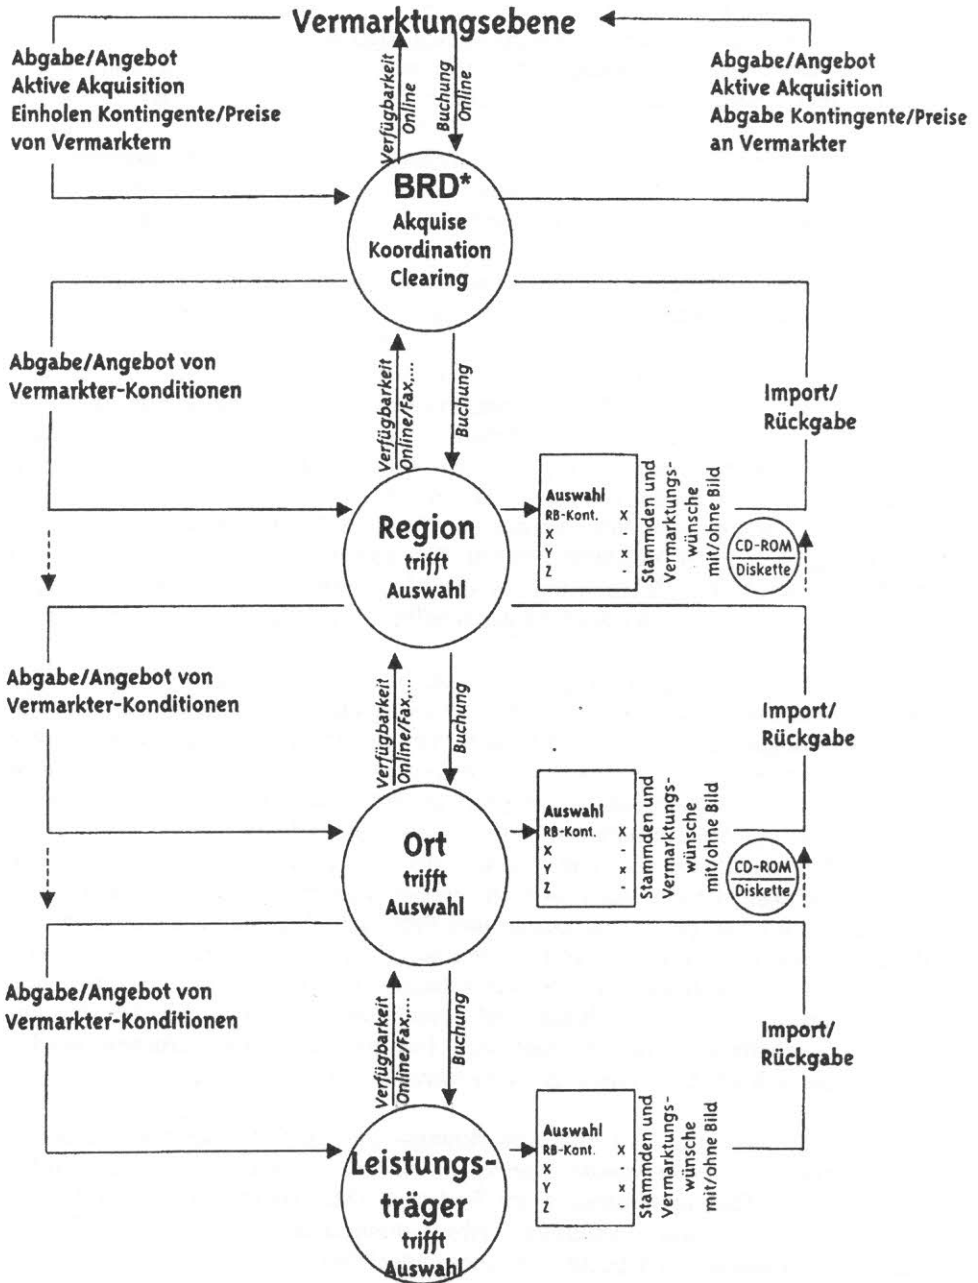 Vermarktungsebene
Abgabe/Angebot
Aktive Akquisition
Einholen Kontingente/Preise
von Vermarktern
Verfügbarkeit
Online
Buchung
Online
Abgabe/Angebot
Aktive Akquisition
Abgabe Kontingente/Preise
an Vermarkter
BRD*
Akquise
Koordination
Clearing
Abgabe/Angebot von
Vermarkter-Konditionen
Verfügbarkeit
Online/Fax,...
Buchung
Import/
Rückgabe
Region
trifft
Auswahl
Auswahl
RB-Kont. X
X -
Y x
Z -
Stammden und
Vermarktungs-
wünsche
mit/ohne Bild
CD-ROM
Diskette
Abgabe/Angebot von
Vermarkter-Konditionen
Verfügbarkeit
Online/Fax,...
Buchung
Import/
Rückgabe
Ort
trifft
Auswahl
Auswahl
RB-Kont. X
X -
Y x
Z -
Stammden und
Vermarktungs-
wünsche
mit/ohne Bild
CD-ROM
Diskette
Abgabe/Angebot von
Vermarkter-Konditionen
Verfügbarkeit
Online/Fax,...
Buchung
Import/
Rückgabe
Leistungs-
träger
trifft
Auswahl
Auswahl
RB-Kont. X
X -
Y x
Z -
Stammden und
Vermarktungs-
wünsche
mit/ohne Bild